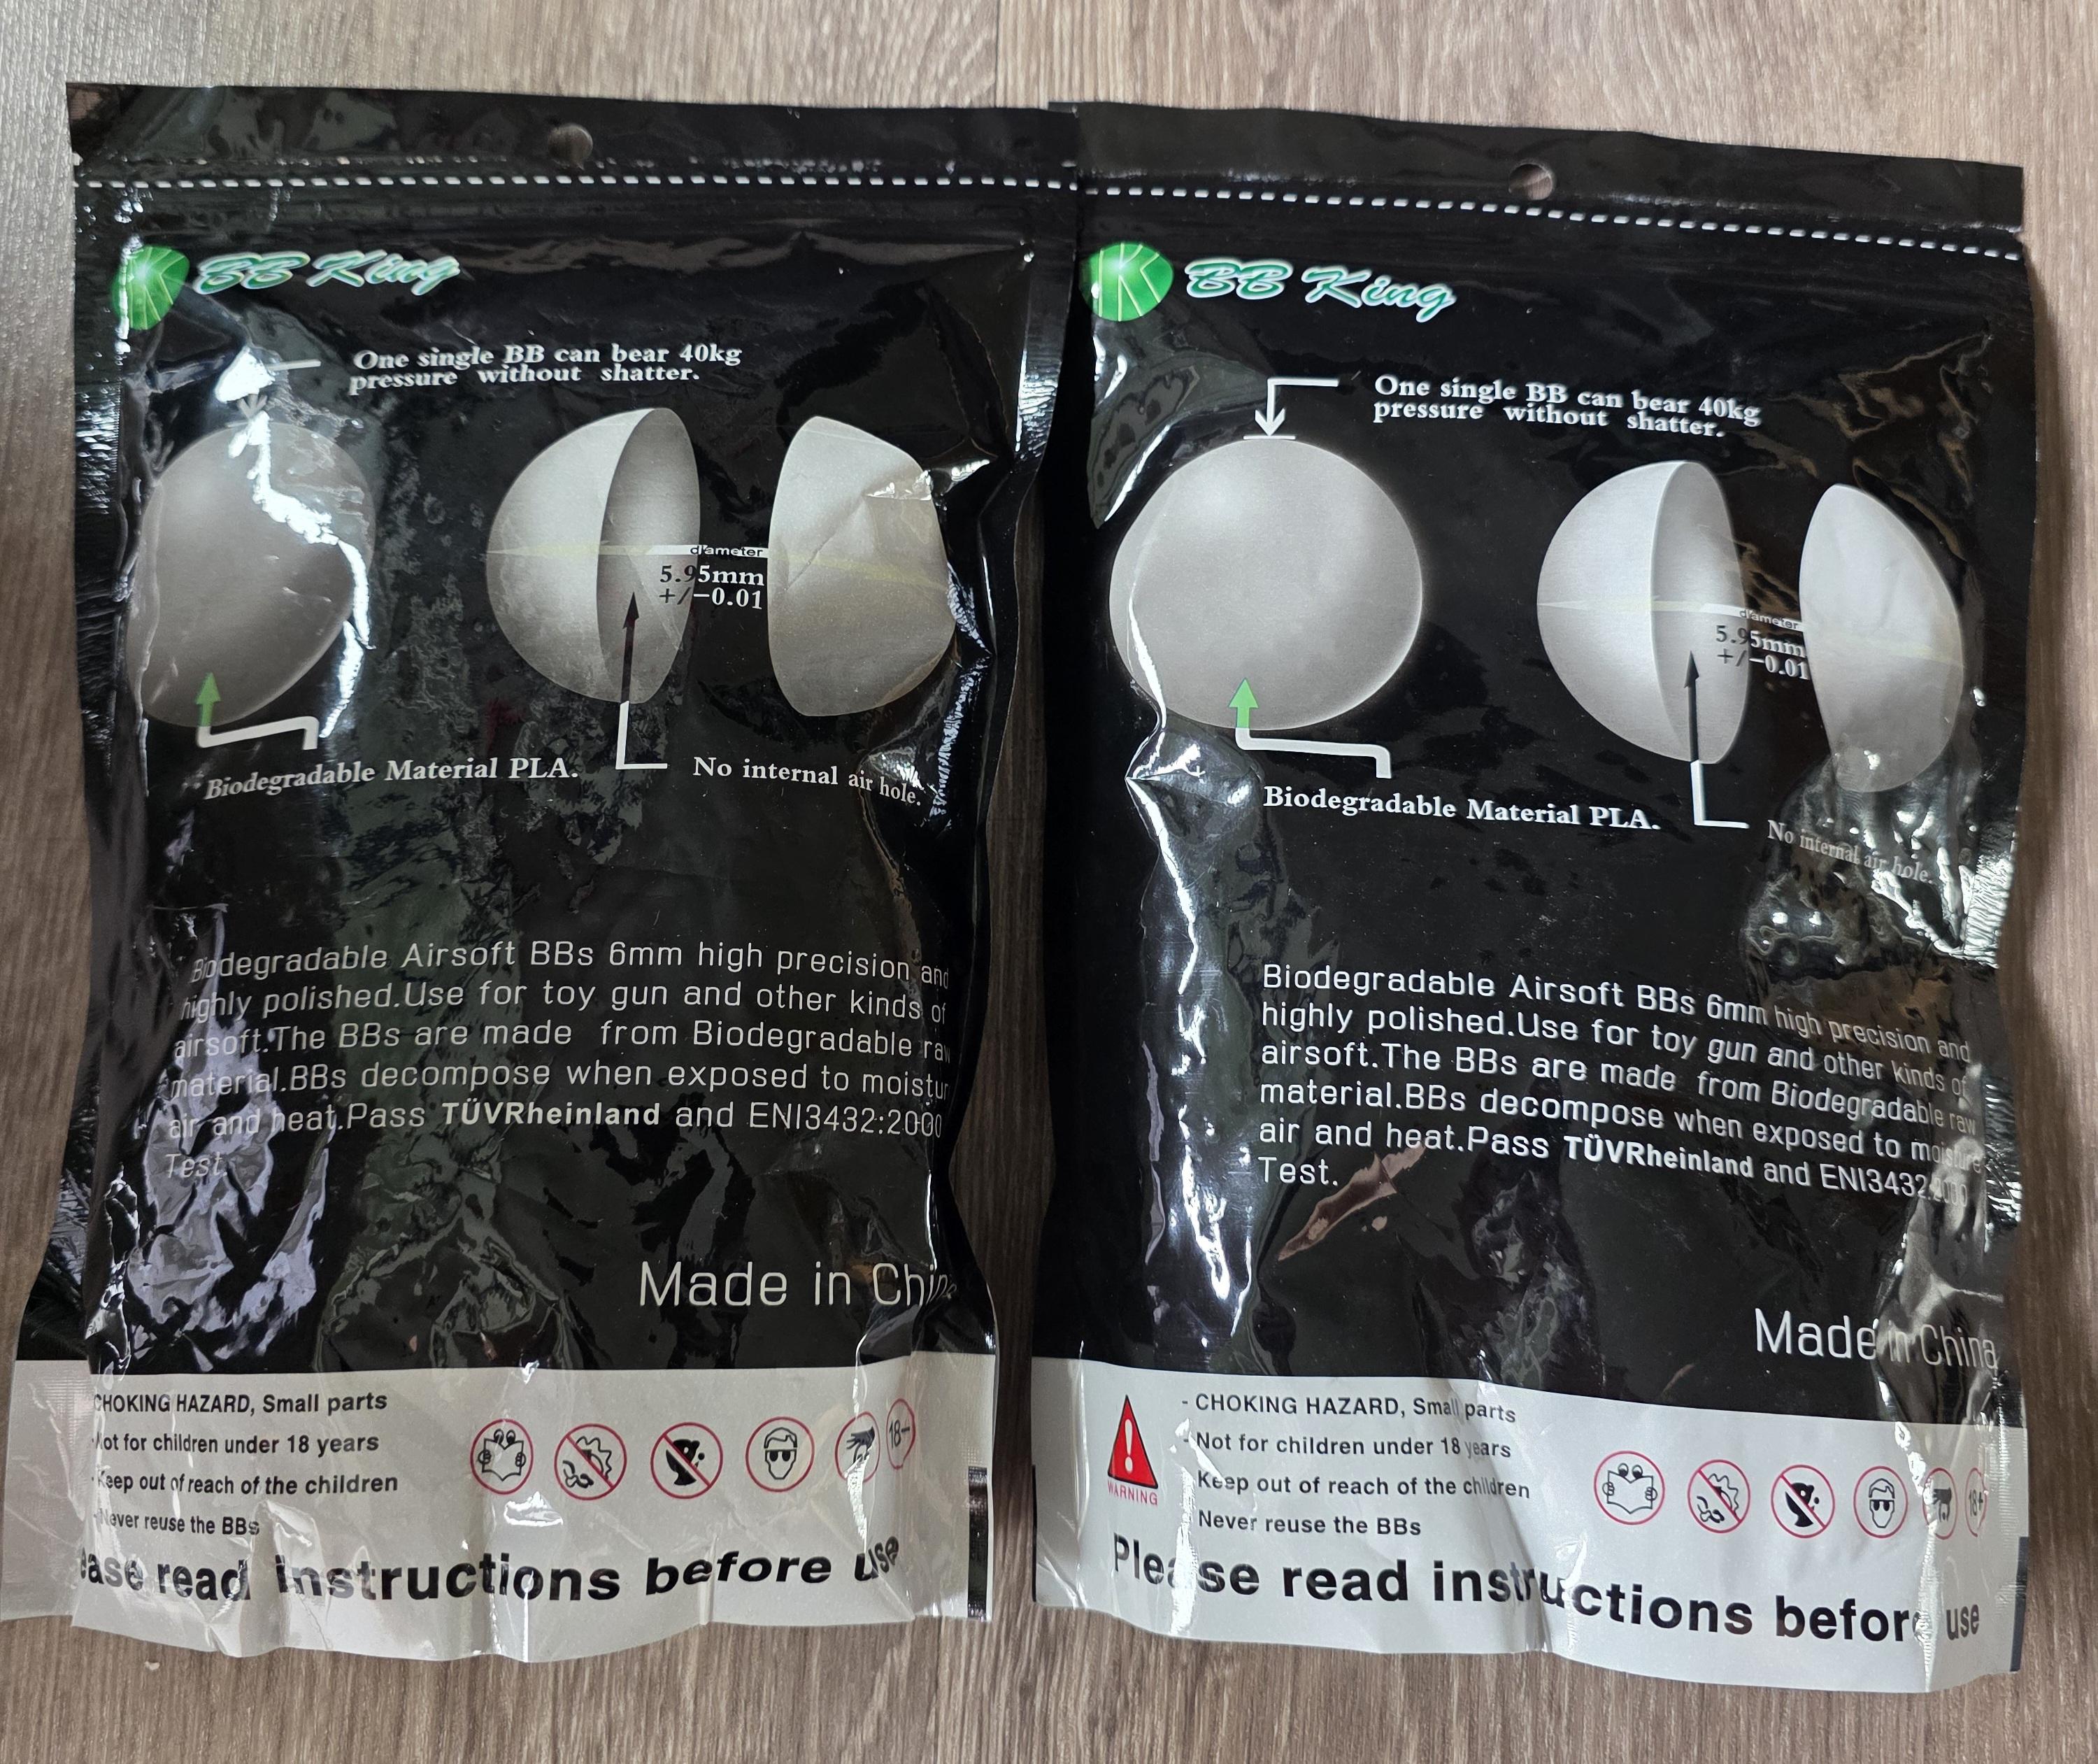 BB King
One single BB can bear 40kg
pressure without shatter.
diameter
5.95mm
+/-0.01
Biodegradable Material PLA.
No internal air hole.
Biodegradable Airsoft BBs 6mm high precision and
highly polished.Use for toy gun and other kinds of
airsoft.The BBs are made from Biodegradable raw
material.BBs decompose when exposed to moistur
air and heat.Pass TÜVRheinland and ENI3432:2000
Test.
Made in China
CHOKING HAZARD, Small parts
-Not for children under 18 years
-Keep out of reach of the children
-Never reuse the BBs
18+
ease read instructions before use
K BB King
One single BB can bear 40kg
pressure without shatter.
diameter
5.95mm
+/-0.01
Biodegradable Material PLA.
No internal air hole.
Biodegradable Airsoft BBs 6mm high precision and
highly polished.Use for toy gun and other kinds of
airsoft.The BBs are made from Biodegradable raw
material.BBs decompose when exposed to moisture
air and heat.Pass TÜVRheinland and ENI3432:2000
Test.
Made in China
WARNING
- CHOKING HAZARD, Small parts
- Not for children under 18 years
Keep out of reach of the children
Never reuse the BBs
18+
Please read instructions before use